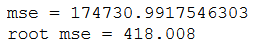 mse = 174730.9917546303
root mse = 418.008